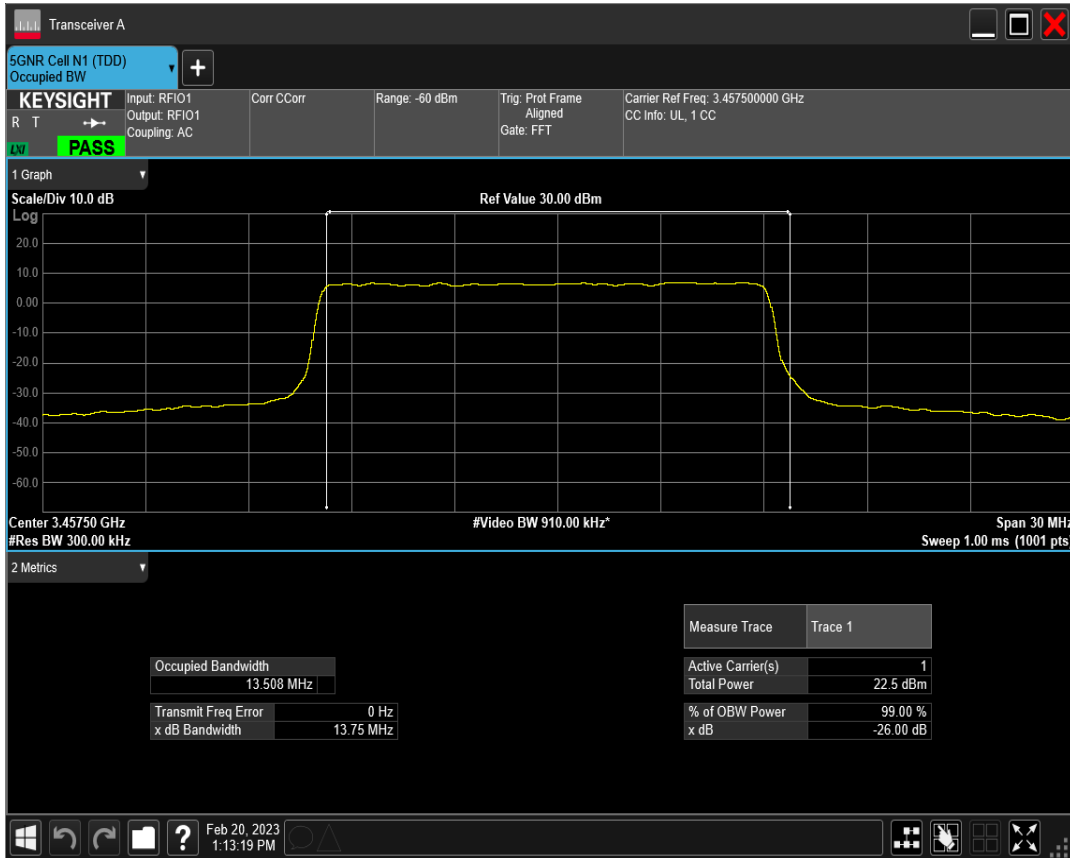 Transceiver A
5GNR Cell N1 (TDD)
Occupied BW
+
KEYSIGHT
R T
LXI
PASS
Input: RFIO1
Output: RFIO1
Coupling: AC
Corr CCorr
Range: -60 dBm
Trig: Prot Frame
Aligned
Gate: FFT
Carrier Ref Freq: 3.457500000 GHz
CC Info: UL, 1 CC
1 Graph
Scale/Div 10.0 dB
Ref Value 30.00 dBm
Log
20.0
10.0
0.00
-10.0
-20.0
-30.0
-40.0
-50.0
-60.0
Center 3.45750 GHz
#Video BW 910.00 kHz*
Span 30 MHz
#Res BW 300.00 kHz
Sweep 1.00 ms (1001 pts)
2 Metrics
Measure Trace Trace 1
Occupied Bandwidth
13.508 MHz
Active Carrier(s) 1
Total Power 22.5 dBm
Transmit Freq Error 0 Hz
x dB Bandwidth 13.75 MHz
% of OBW Power 99.00 %
x dB -26.00 dB
?
Feb 20, 2023
1:13:19 PM